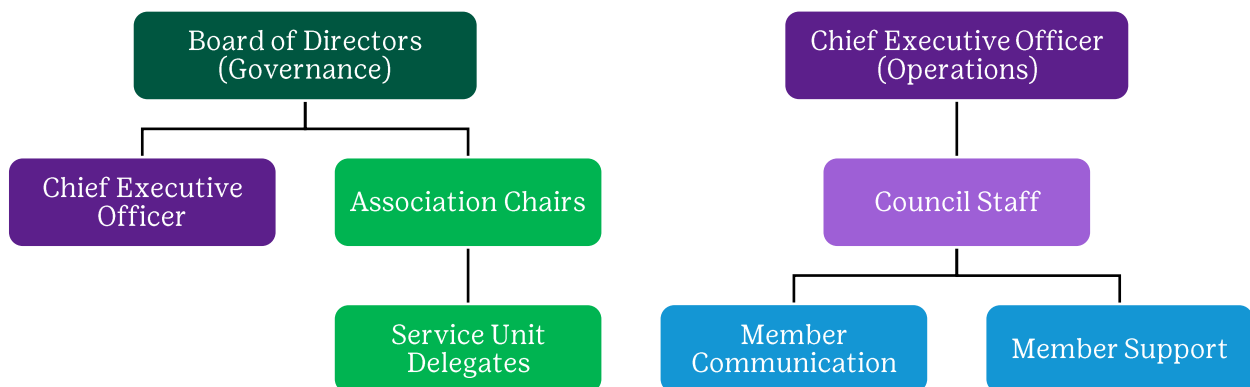 Board of Directors
(Governance)
Chief Executive Officer
(Operations)
Chief Executive
Officer
Association Chairs
Council Staff
Service Unit
Delegates
Member
Communication
Member Support